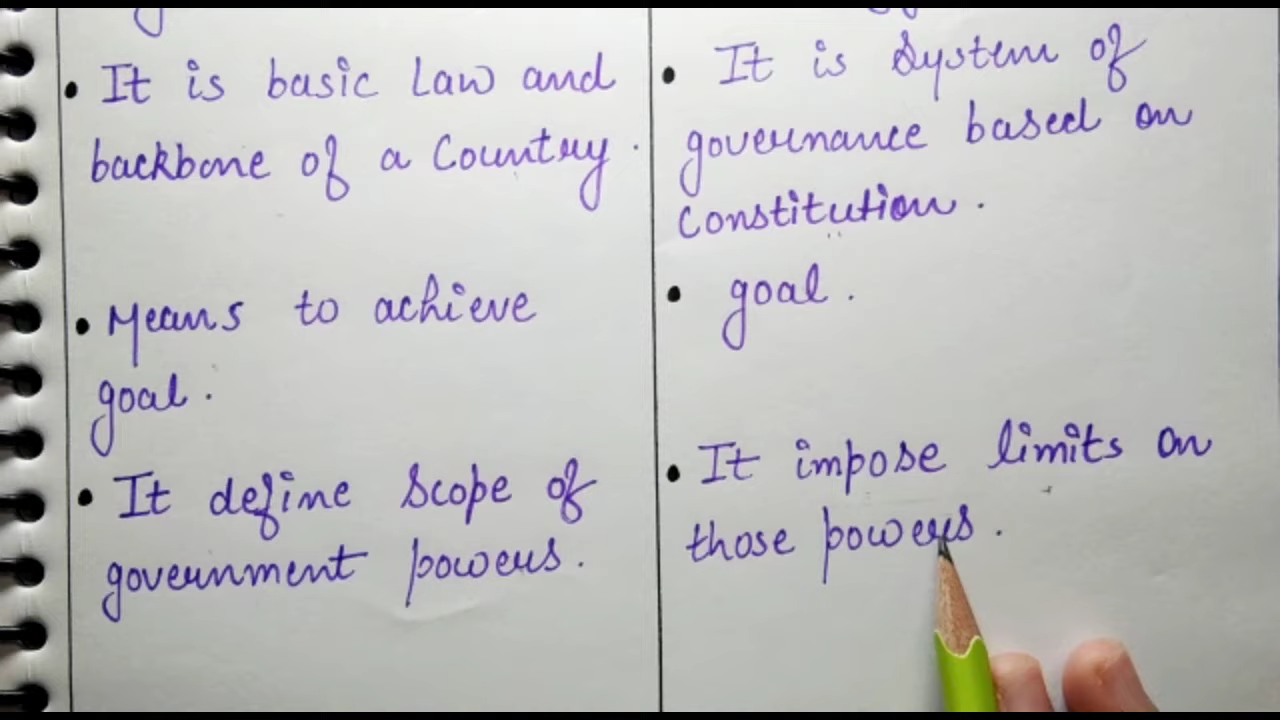 • It is basic Law and
backbone of a Country.
• Means to achieve
goal.
• It define Scope of
government powers.
• It is System of
governance based on
Constitution.
• goal.
• It impose limits on
those powers.